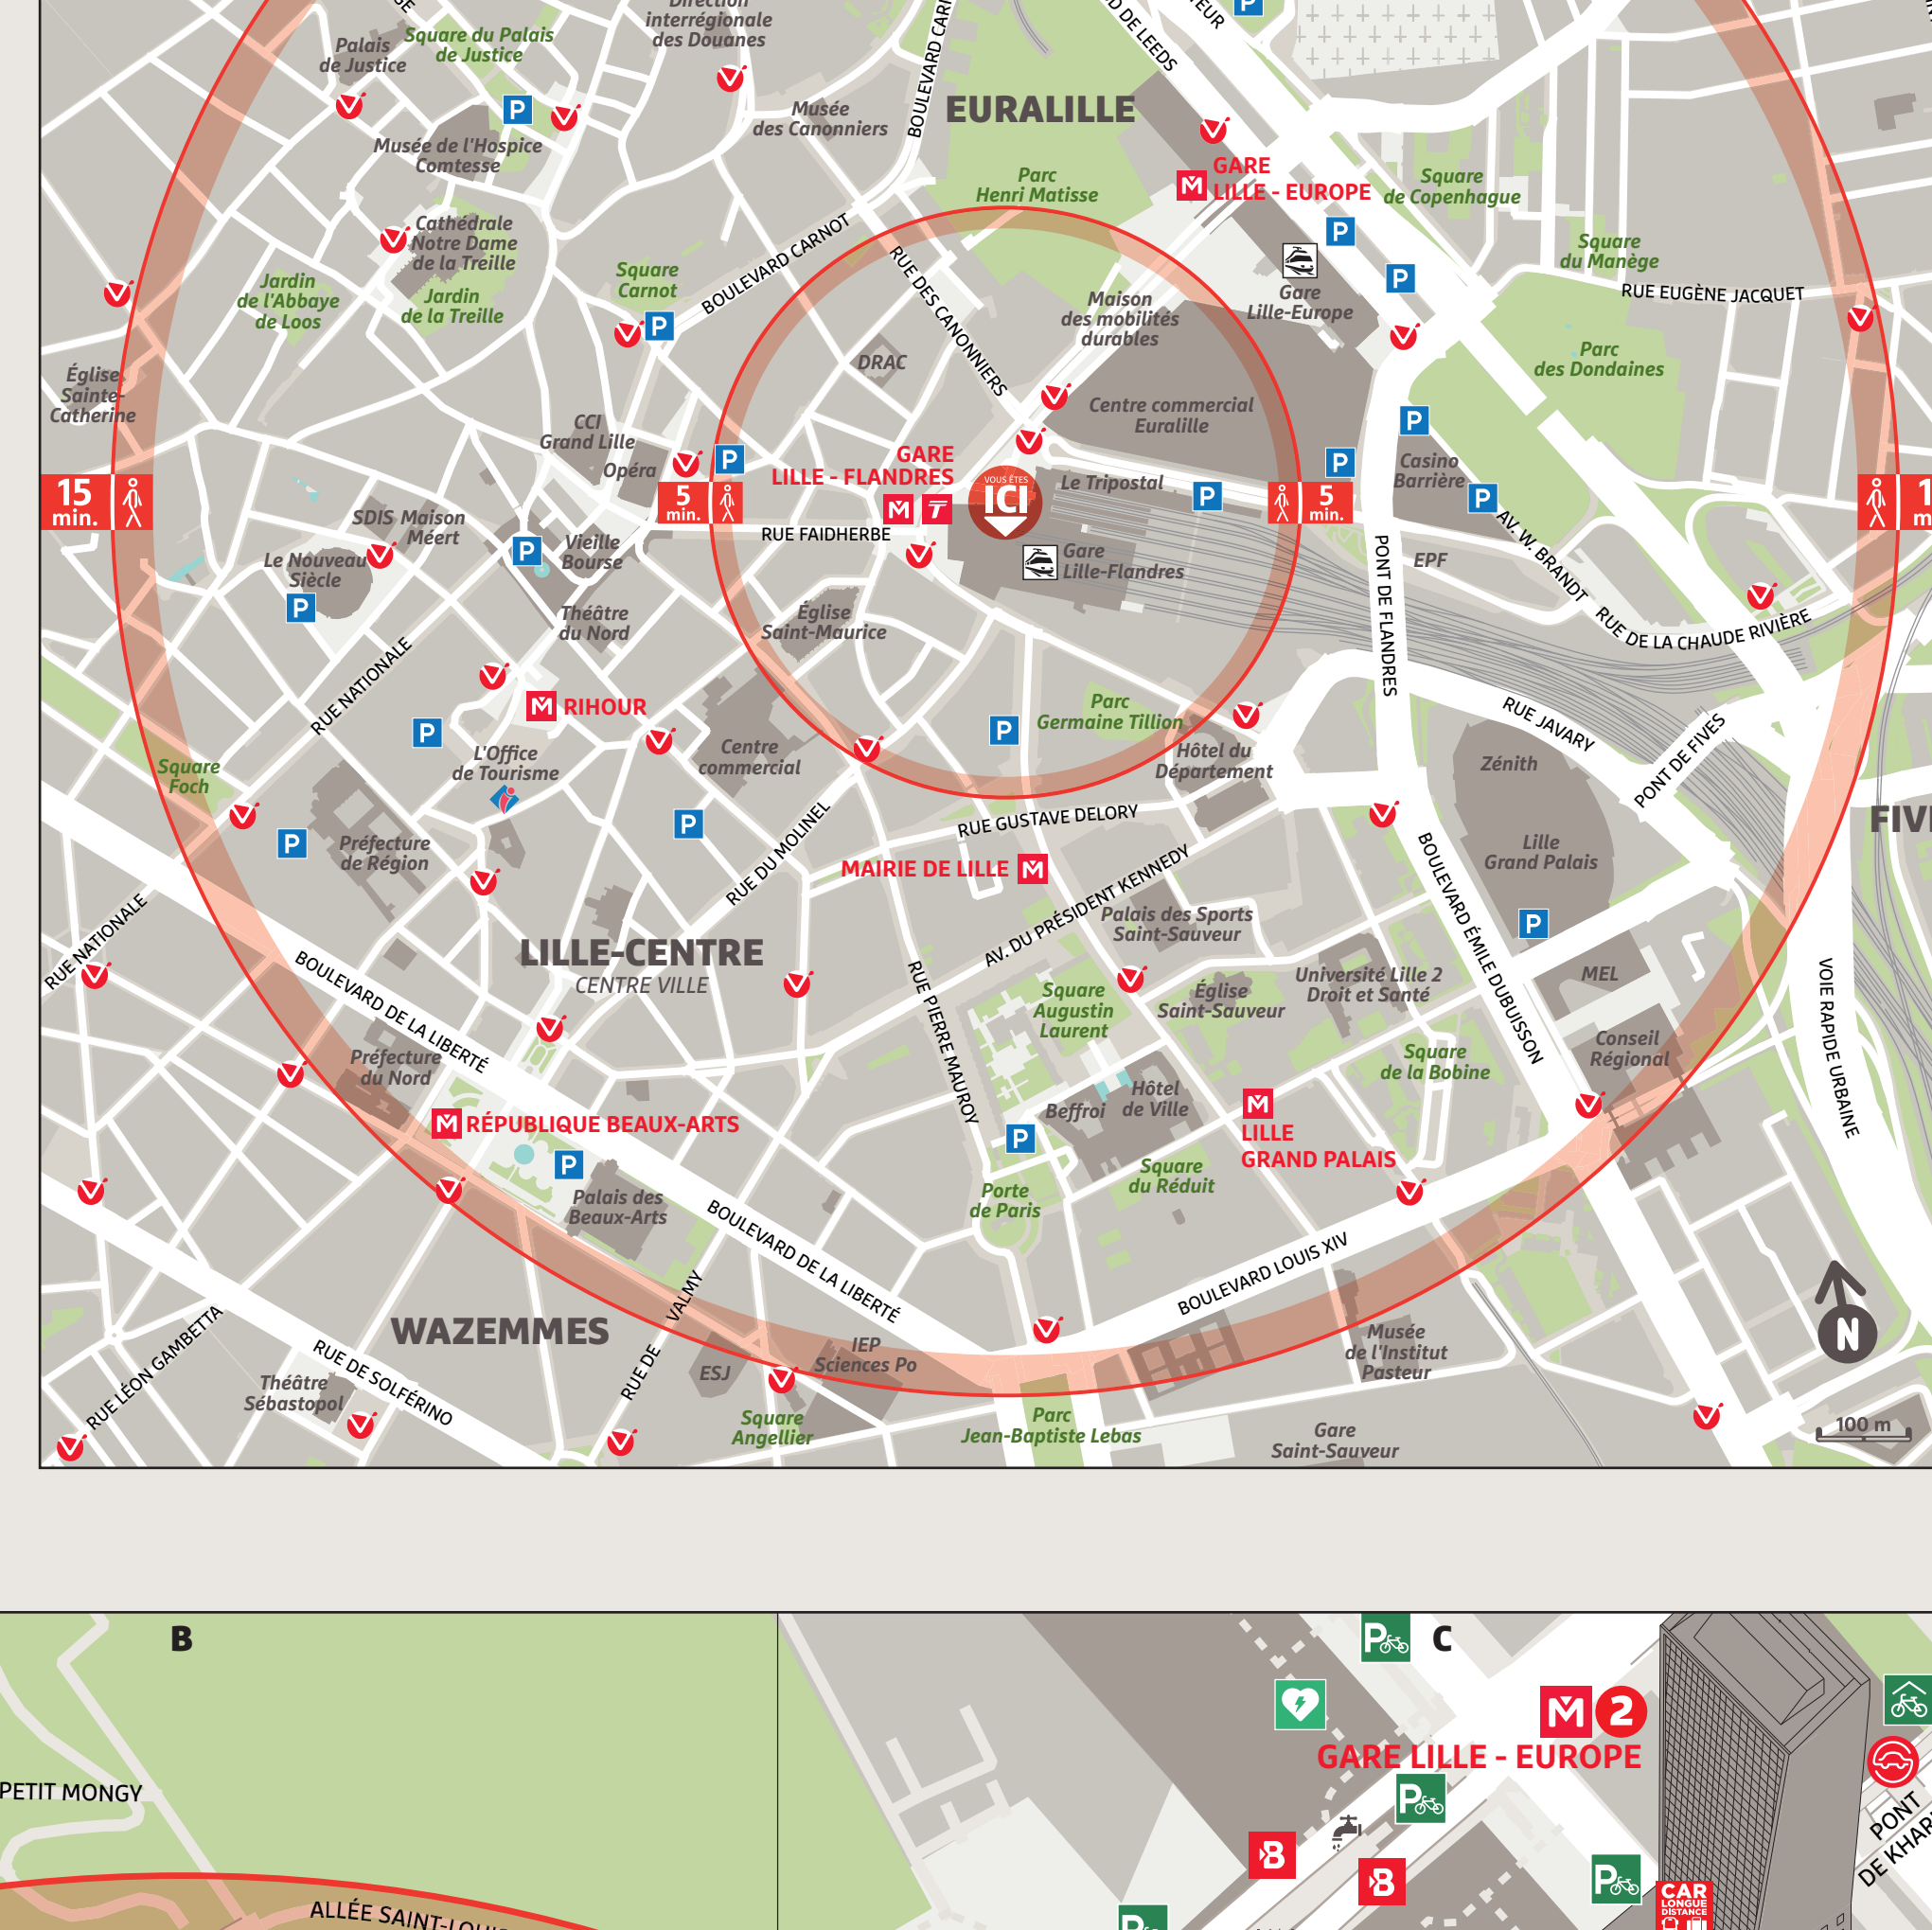 Direction
interrégionale
des Douanes
Palais
de Justice
Square du Palais
de Justice
BOULEVARD CAR
D DE LEEDS
TEUR
P
EURALILLE
Musée
des Canonniers
P
Musée de l'Hospice
Comtesse
GARE
LILLE - EUROPE
M
Parc
Henri Matisse
Square
de Copenhague
Cathédrale
Notre Dame
de la Treille
Square
du Manège
P
BOULEVARD CARNOT
RUE DES CANONNIERS
Jardin
de l'Abbaye
de Loos
Jardin
de la Treille
Square
Carnot
P
Maison
des mobilités
durables
Gare
Lille-Europe
P
RUE EUGÈNE JACQUET
Église
Sainte-
Catherine
DRAC
Parc
des Dondaines
CCI
Grand Lille
Opéra
P
Centre commercial
Euralille
P
GARE
LILLE - FLANDRES
M T
VOUS ÊTES
ICI
Le Tripostal
P
P
Casino
Barrière
P
15
min.
5
min.
5
min.
1
m
SDIS
Maison
Méert
Le Nouveau
Siècle
P
P
Vieille
Bourse
RUE FAIDHERBE
Gare
Lille-Flandres
PONT DE FLANDRES
EPF
AV. W. BRANDT
RUE DE LA CHAUDE RIVIÈRE
Théâtre
du Nord
Église
Saint-Maurice
RUE NATIONALE
M
RIHOUR
P
L'Office
de Tourisme
Centre
commercial
P
Parc
Germaine Tillion
Hôtel du
Département
RUE JAVARY
PONT DE FIVES
Zénith
Square
Foch
P
Préfecture
de Région
P
RUE DU MOLINEL
RUE GUSTAVE DELORY
FIV
MAIRIE DE LILLE
M
AV. DU PRÉSIDENT KENNEDY
BOULEVARD ÉMILE DUBUISSON
Lille
Grand Palais
P
RUE NATIONALE
LILLE-CENTRE
CENTRE VILLE
Palais des Sports
Saint-Sauveur
BOULEVARD DE LA LIBERTÉ
RUE PIERRE MAUROY
Square
Augustin
Laurent
Église
Saint-Sauveur
Université Lille 2
Droit et Santé
MEL
VOIE RAPIDE URBAINE
Préfecture
du Nord
Conseil
Régional
Square
de la Bobine
M
RÉPUBLIQUE BEAUX-ARTS
Beffroi
Hôtel
de Ville
M
LILLE
GRAND PALAIS
P
P
Palais des
Beaux-Arts
Porte
de Paris
Square
du Réduit
BOULEVARD DE LA LIBERTÉ
BOULEVARD LOUIS XIV
WAZEMMES
RUE DE VALMY
RUE LÉON GAMBETTA
RUE DE SOLFÉRINO
Théâtre
Sébastopol
ESJ
IEP
Sciences Po
Musée
de l'Institut
Pasteur
N
Square
Angellier
Parc
Jean-Baptiste Lebas
Gare
Saint-Sauveur
100 m
B
C
P
M 2
GARE LILLE - EUROPE
P
PETIT MONGY
B
B
P
P
PONT
DE KHAR
CAR
LONGUE
DISTANCE
ALLÉE SAINT-LOUIS